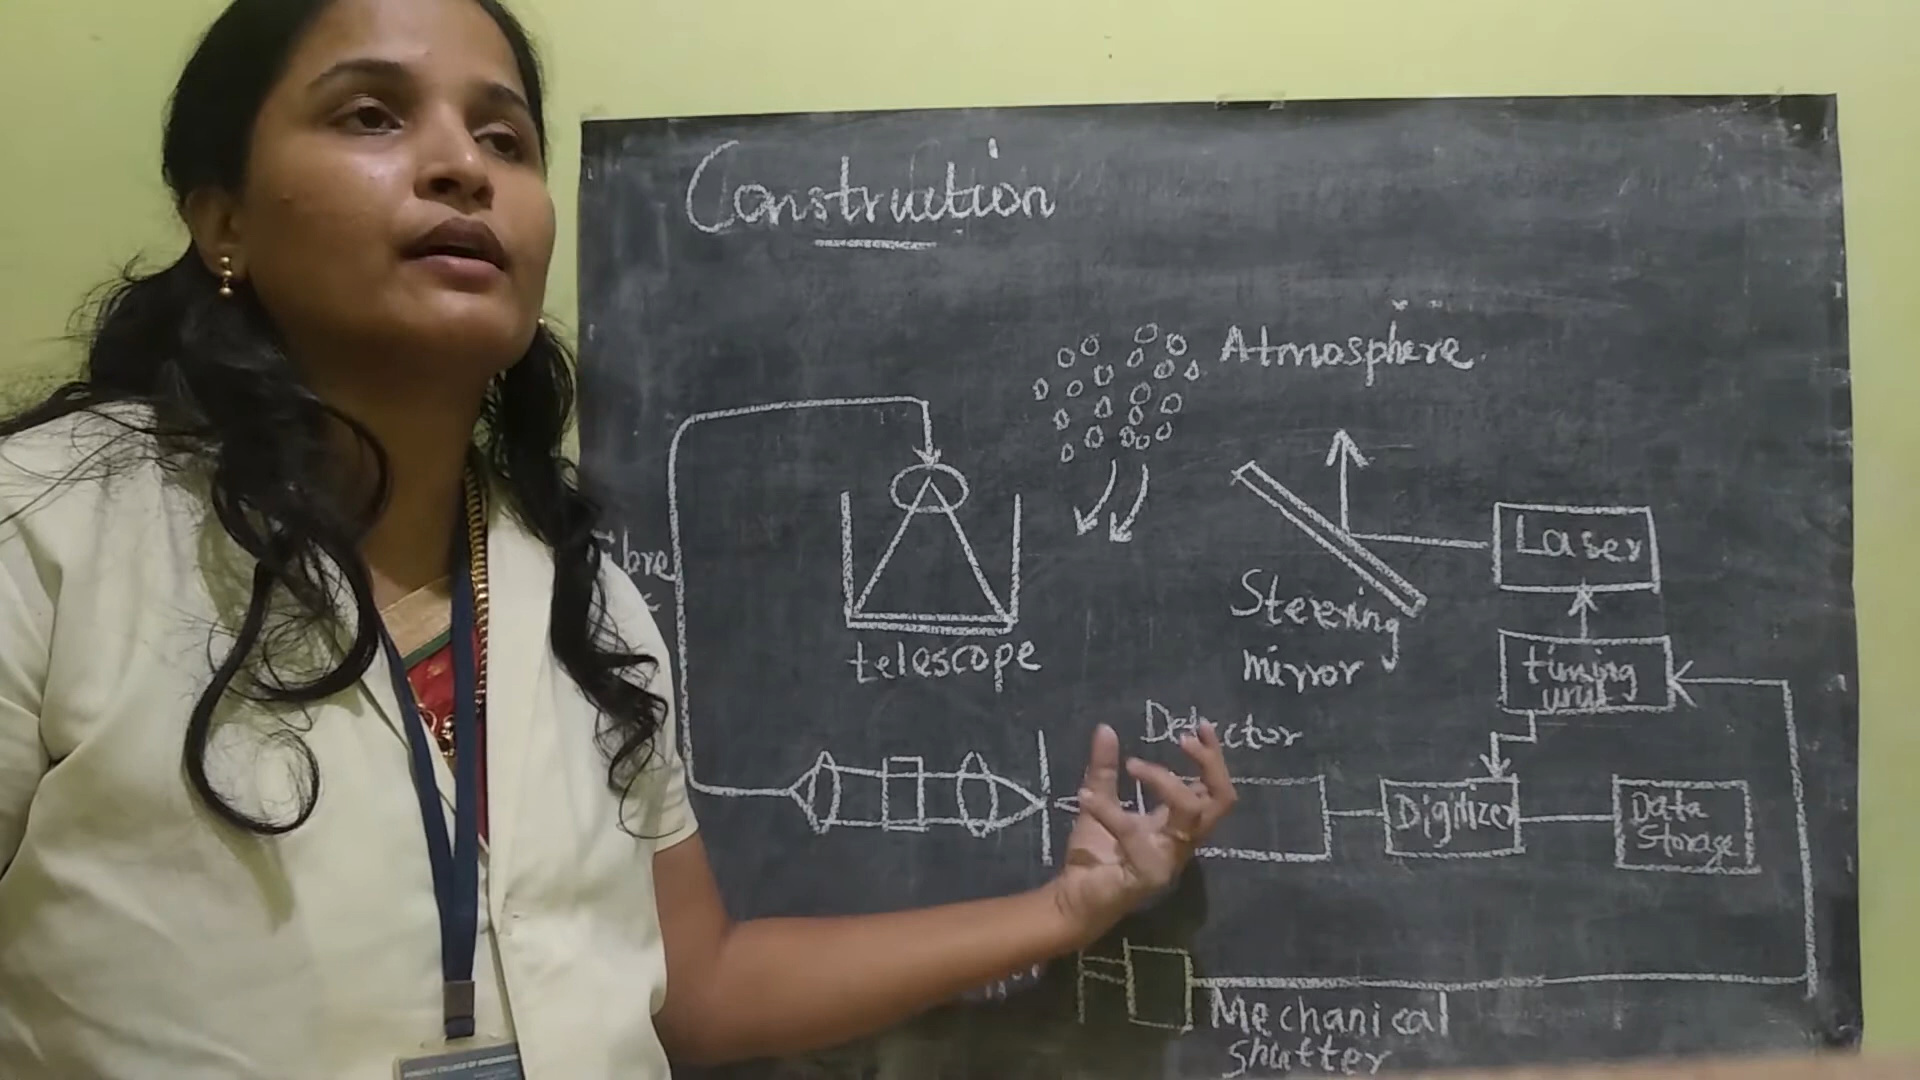 Construction
Atmosphere
Laser
Steering
mirror
timing
unit
telescope
Detector
Digitizer
Data
Storage
Mechanical
Shutter